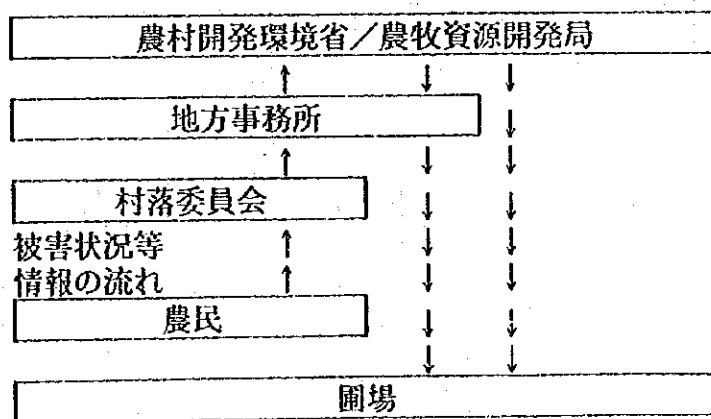 農村開発環境省／農牧資源開発局
地方事務所
村落委員会
被害状況等
情報の流れ
農民
圃場